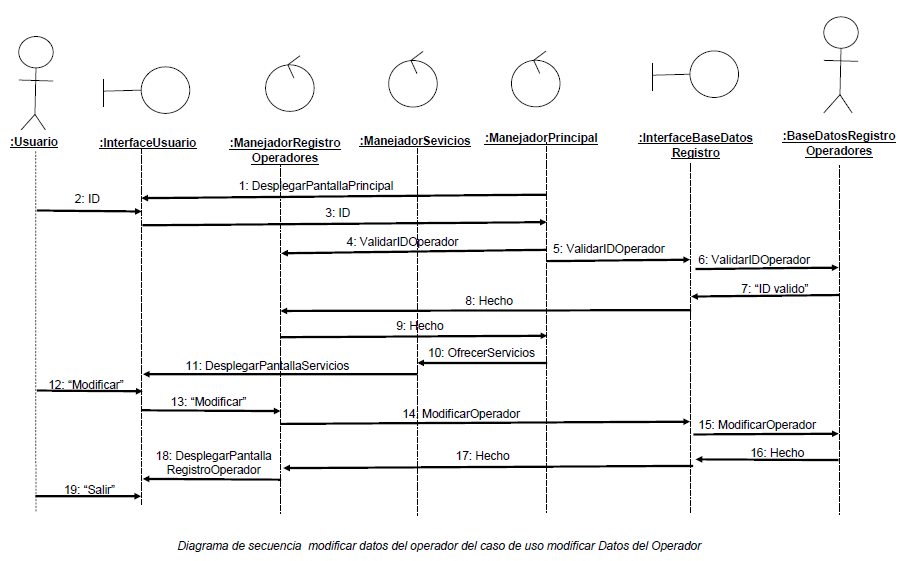 :Usuario
:InterfaceUsuario
:ManejadorRegistro
Operadores
:ManejadorSevicios
:ManejadorPrincipal
:InterfaceBaseDatos
Registro
:BaseDatosRegistro
Operadores
1: DesplegarPantallaPrincipal
2: ID
3: ID
4: ValidarIDOperador
5: ValidarIDOperador
6: ValidarIDOperador
7: “ID valido”
8: Hecho
9: Hecho
10: OfrecerServicios
11: DesplegarPantallaServicios
12: “Modificar”
13: “Modificar”
14: ModificarOperador
15: ModificarOperador
16: Hecho
17: Hecho
18: DesplegarPantalla
RegistroOperador
19: “Salir”
Diagrama de secuencia modificar datos del operador del caso de uso modificar Datos del Operador